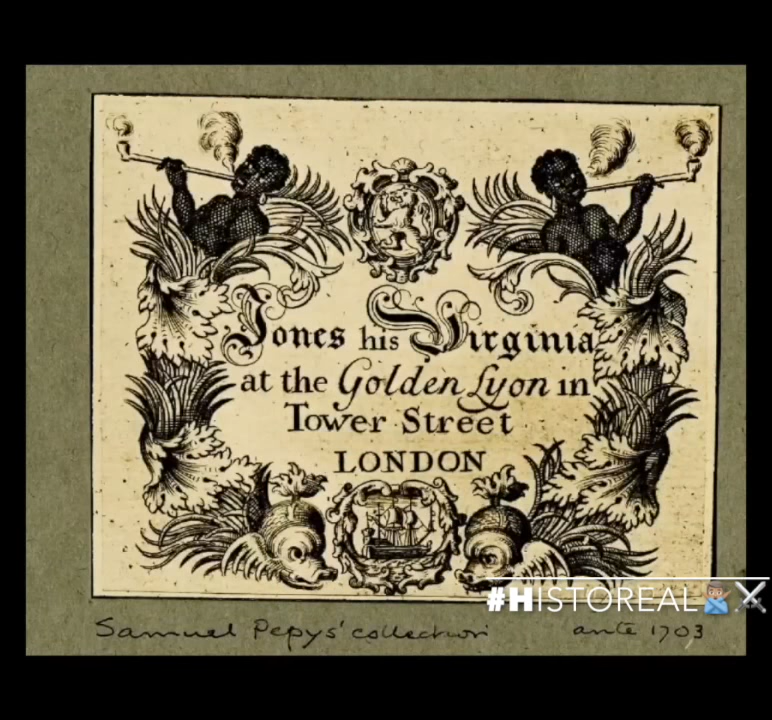 Jones his Virginia
at the Golden Lyon in
Tower Street
LONDON
#HISTOREAL
Samuel Pepys' collection ante 1703